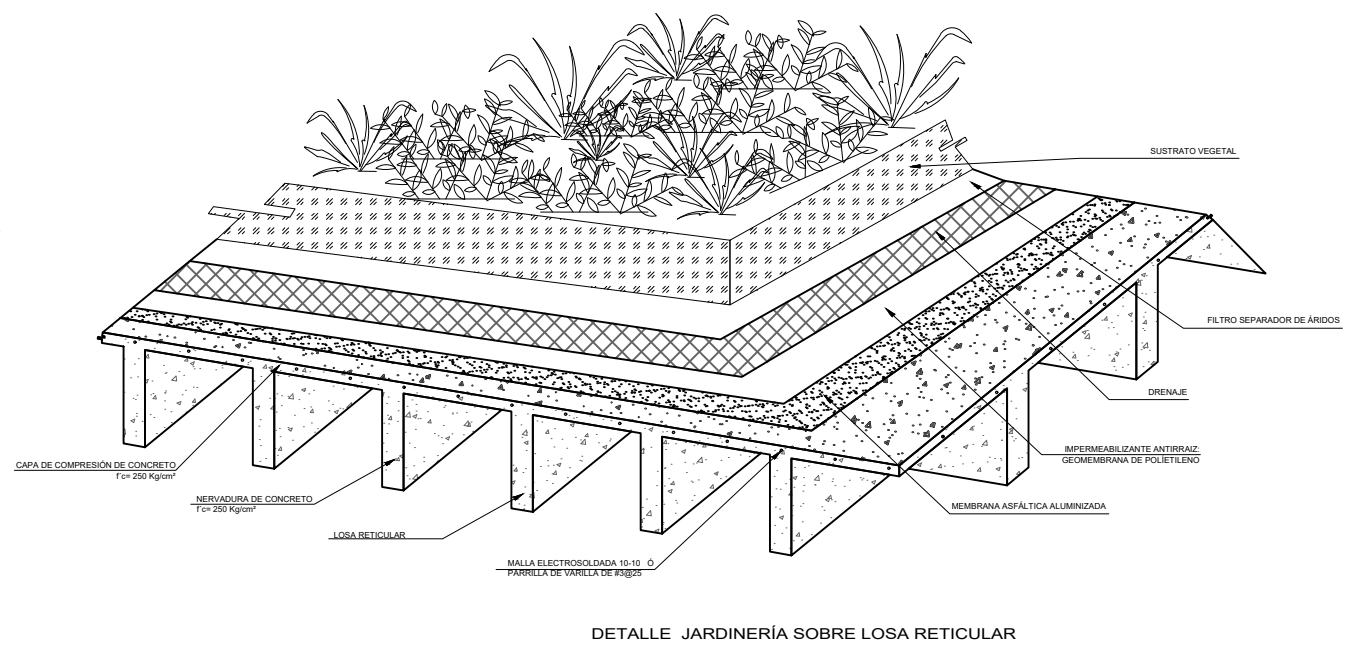 SUSTRATO VEGETAL
FILTRO SEPARADOR DE ÁRIDOS
DRENAJE
IMPERMEABILIZANTE ANTIRRAIZ:
GEOMEMBRANA DE POLÍETILENO
MEMBRANA ASFÁLTICA ALUMINIZADA
CAPA DE COMPRESIÓN DE CONCRETO
f´c= 250 Kg/cm²
NERVADURA DE CONCRETO
f´c= 250 Kg/cm²
LOSA RETICULAR
MALLA ELECTROSOLDADA 10-10 Ó
PARRILLA DE VARILLA DE #3@25
DETALLE JARDINERÍA SOBRE LOSA RETICULAR